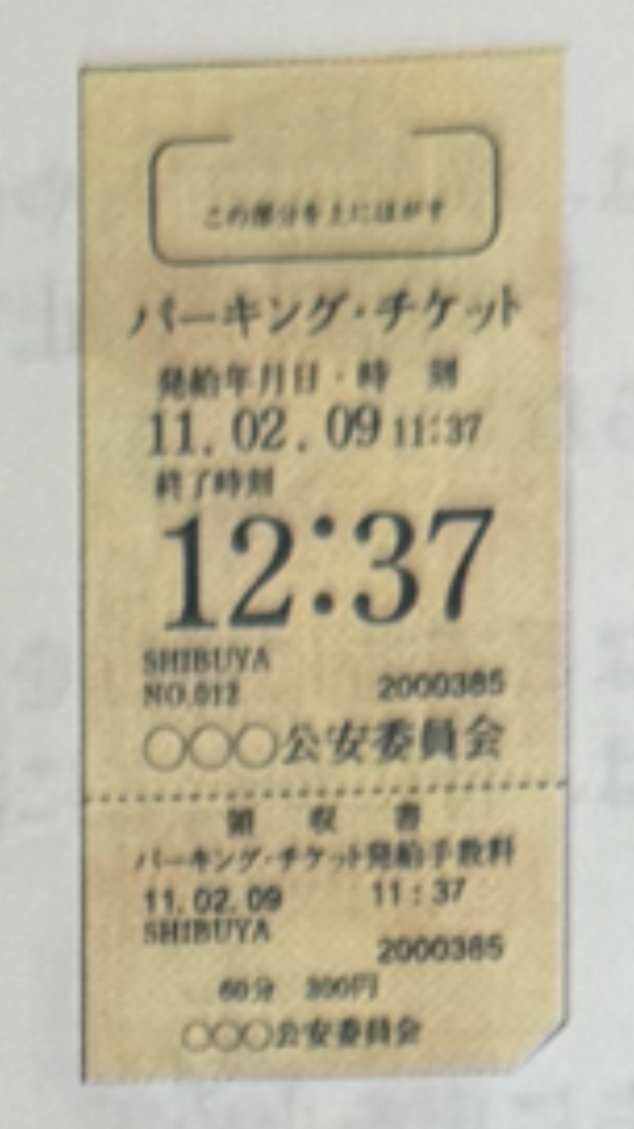 この部分を上にはがす
パーキング・チケット
発給年月日・時 刻
11.02.09 11:37
終了時刻
12:37
SHIBUYA
NO.012 2000385
○○○公安委員会
領 収 書
パーキング・チケット発給手数料
11.02.09 11:37
SHIBUYA
2000385
60分 300円
○○○公安委員会